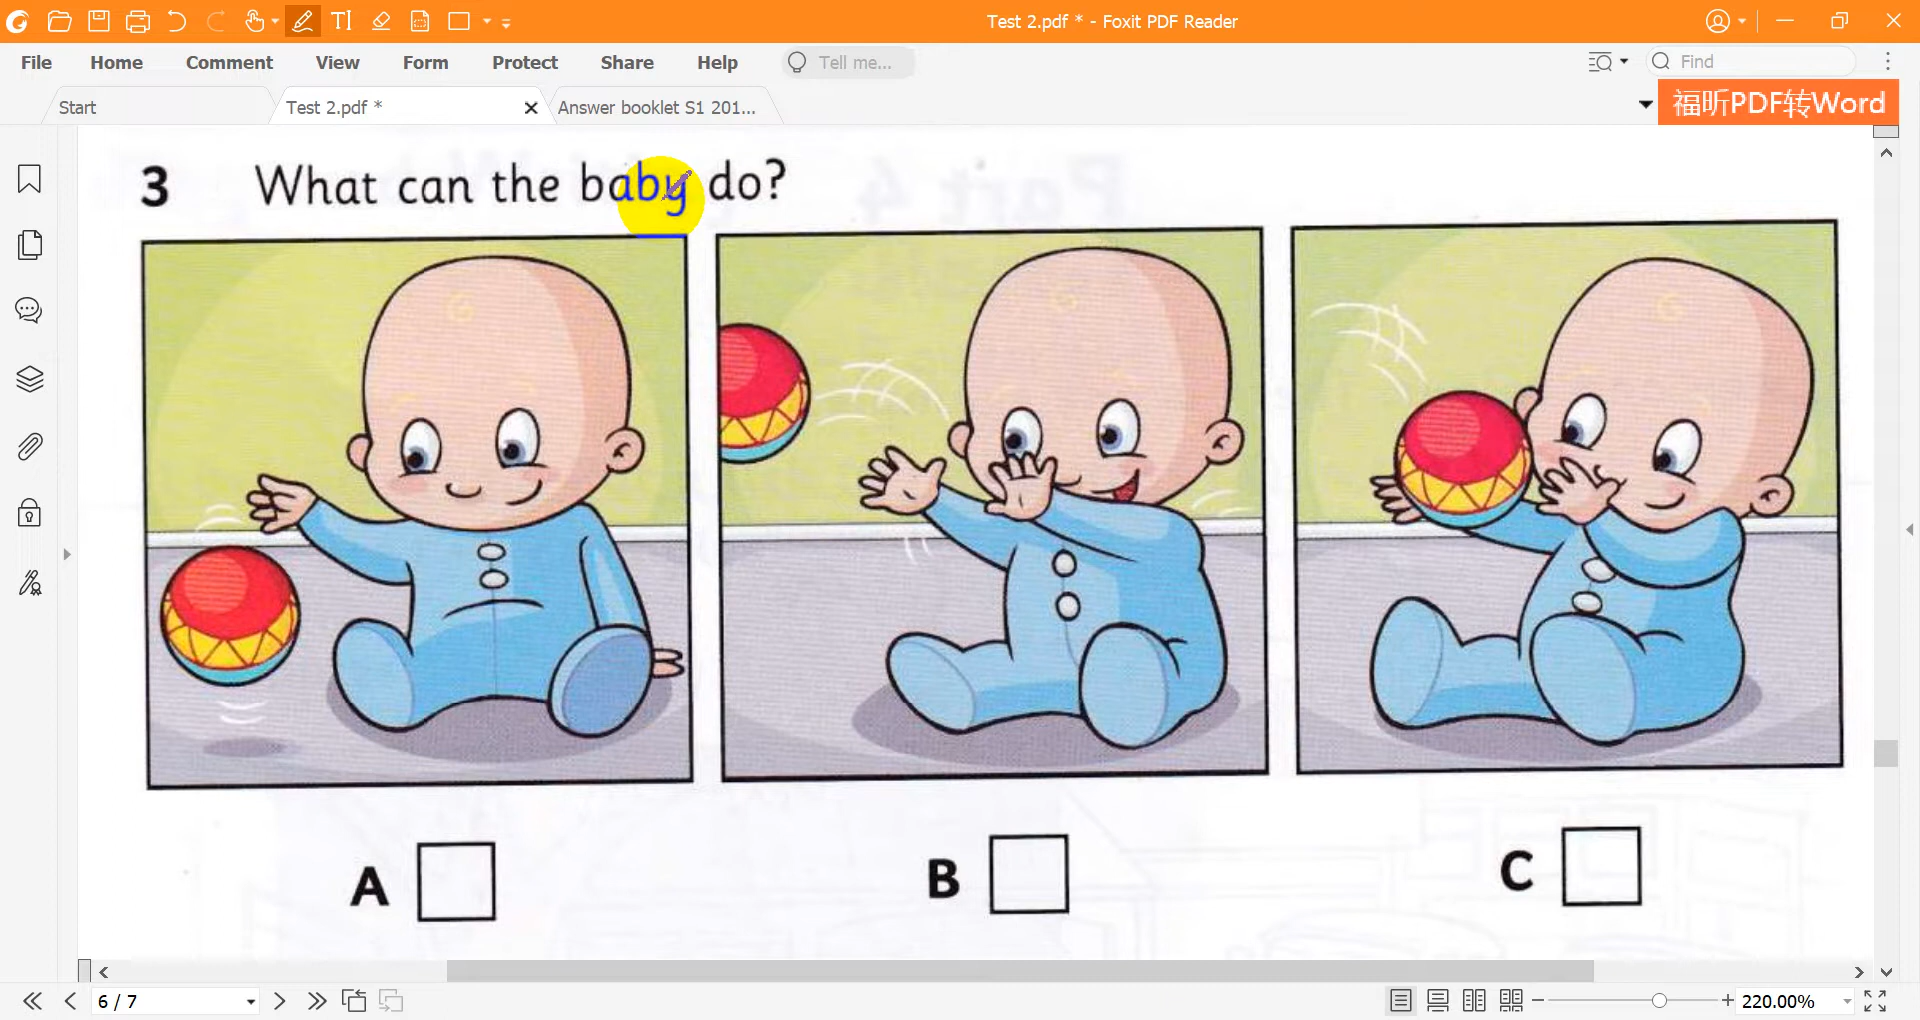 Test 2.pdf * - Foxit PDF Reader
File Home Comment View Form Protect Share Help Tell me... Find
Start Test 2.pdf * Answer booklet S1 201... 福昕PDF转Word
3 What can the baby do?
A B C
6 / 7 220.00%